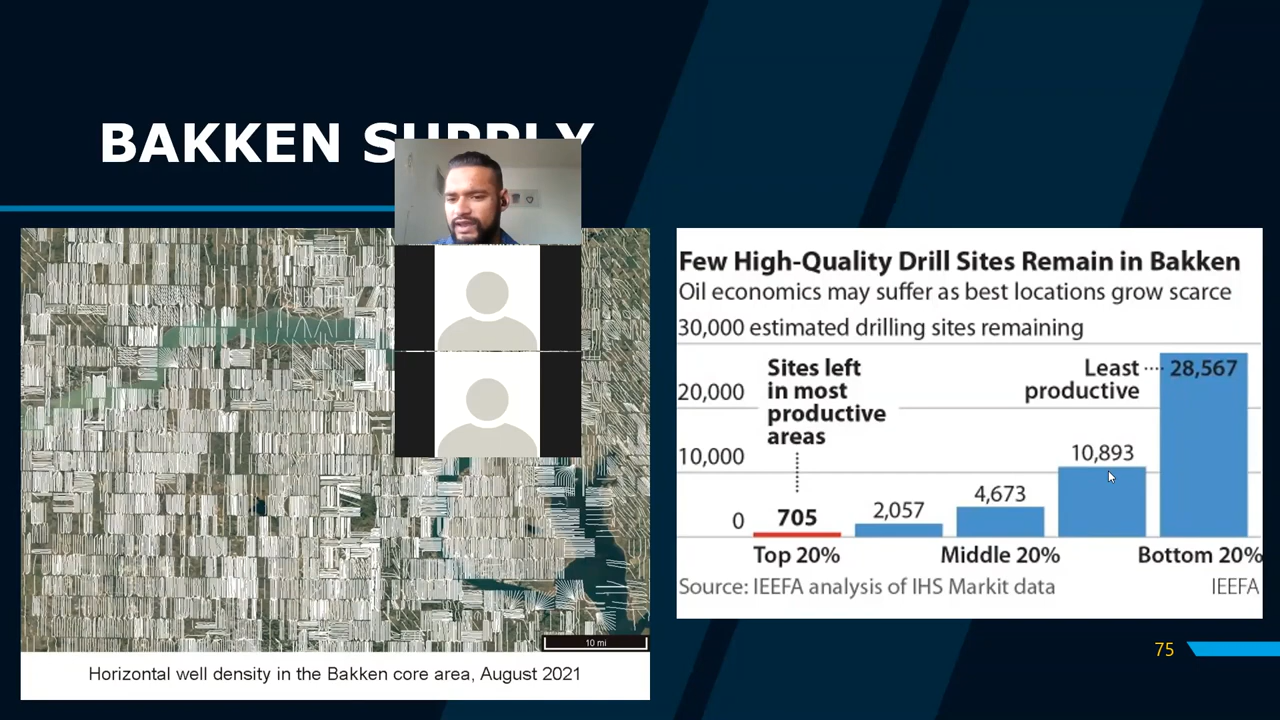 BAKKEN SUPPLY
10 mi
Horizontal well density in the Bakken core area, August 2021
Few High-Quality Drill Sites Remain in Bakken
Oil economics may suffer as best locations grow scarce
30,000 estimated drilling sites remaining
20,000
10,000
0
Sites left
in most
productive
areas
Least
productive
705
2,057
4,673
10,893
28,567
Top 20%
Middle 20%
Bottom 20%
Source: IEEFA analysis of IHS Markit data
IEEFA
75